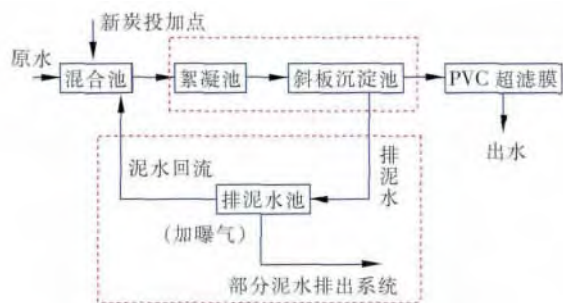 新炭投加点
原水
混合池
絮凝池
斜板沉淀池
PVC 超滤膜
出水
泥水回流
排泥水
排泥水池
(加曝气)
部分泥水排出系统